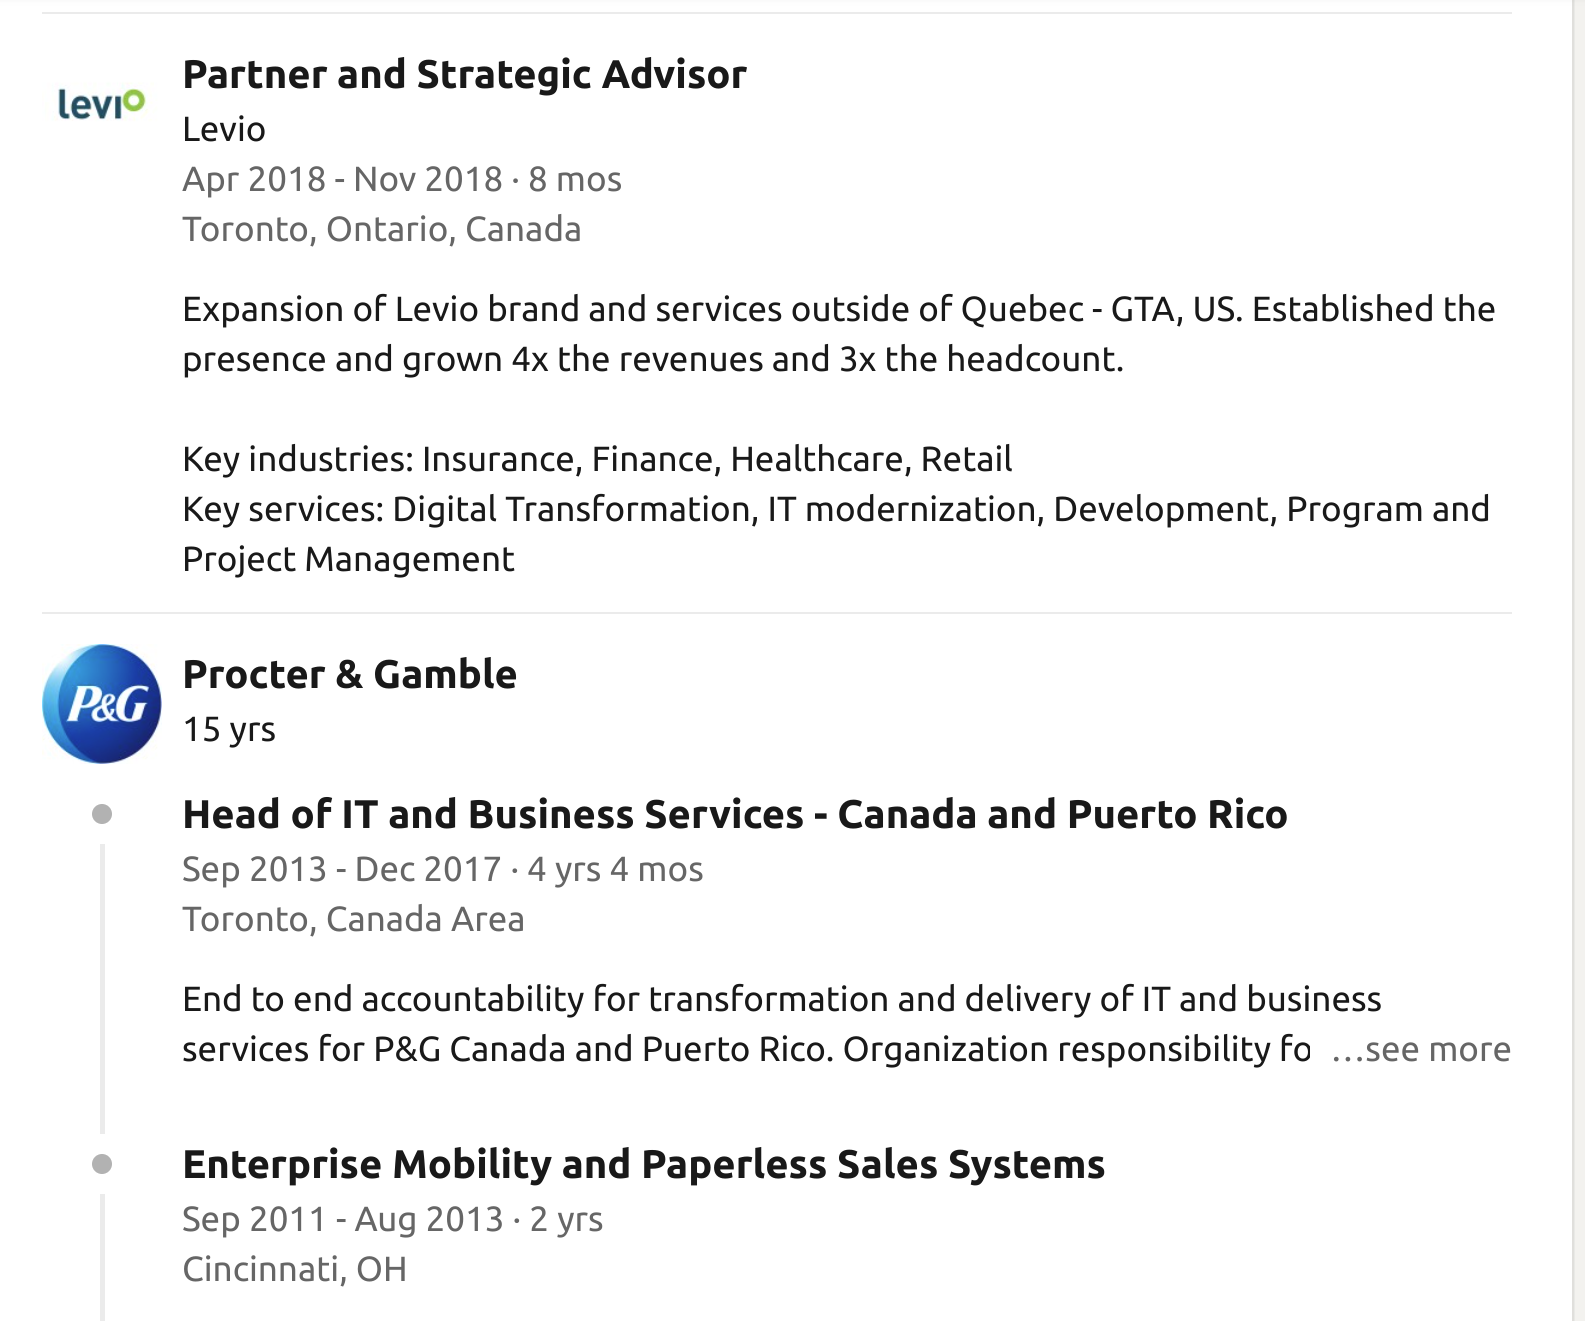 levio
Partner and Strategic Advisor
Levio
Apr 2018 - Nov 2018 · 8 mos
Toronto, Ontario, Canada
Expansion of Levio brand and services outside of Quebec - GTA, US. Established the
presence and grown 4x the revenues and 3x the headcount.
Key industries: Insurance, Finance, Healthcare, Retail
Key services: Digital Transformation, IT modernization, Development, Program and
Project Management
P&G
Procter & Gamble
15 yrs
Head of IT and Business Services - Canada and Puerto Rico
Sep 2013 - Dec 2017 · 4 yrs 4 mos
Toronto, Canada Area
End to end accountability for transformation and delivery of IT and business
services for P&G Canada and Puerto Rico. Organization responsibility fo ...see more
Enterprise Mobility and Paperless Sales Systems
Sep 2011 - Aug 2013 · 2 yrs
Cincinnati, OH